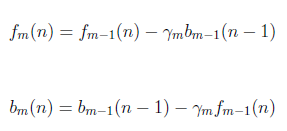 f_m(n) = f_{m−1}(n) − γ_m b_{m−1}(n − 1)
b_m(n) = b_{m−1}(n − 1) − γ_m f_{m−1}(n)